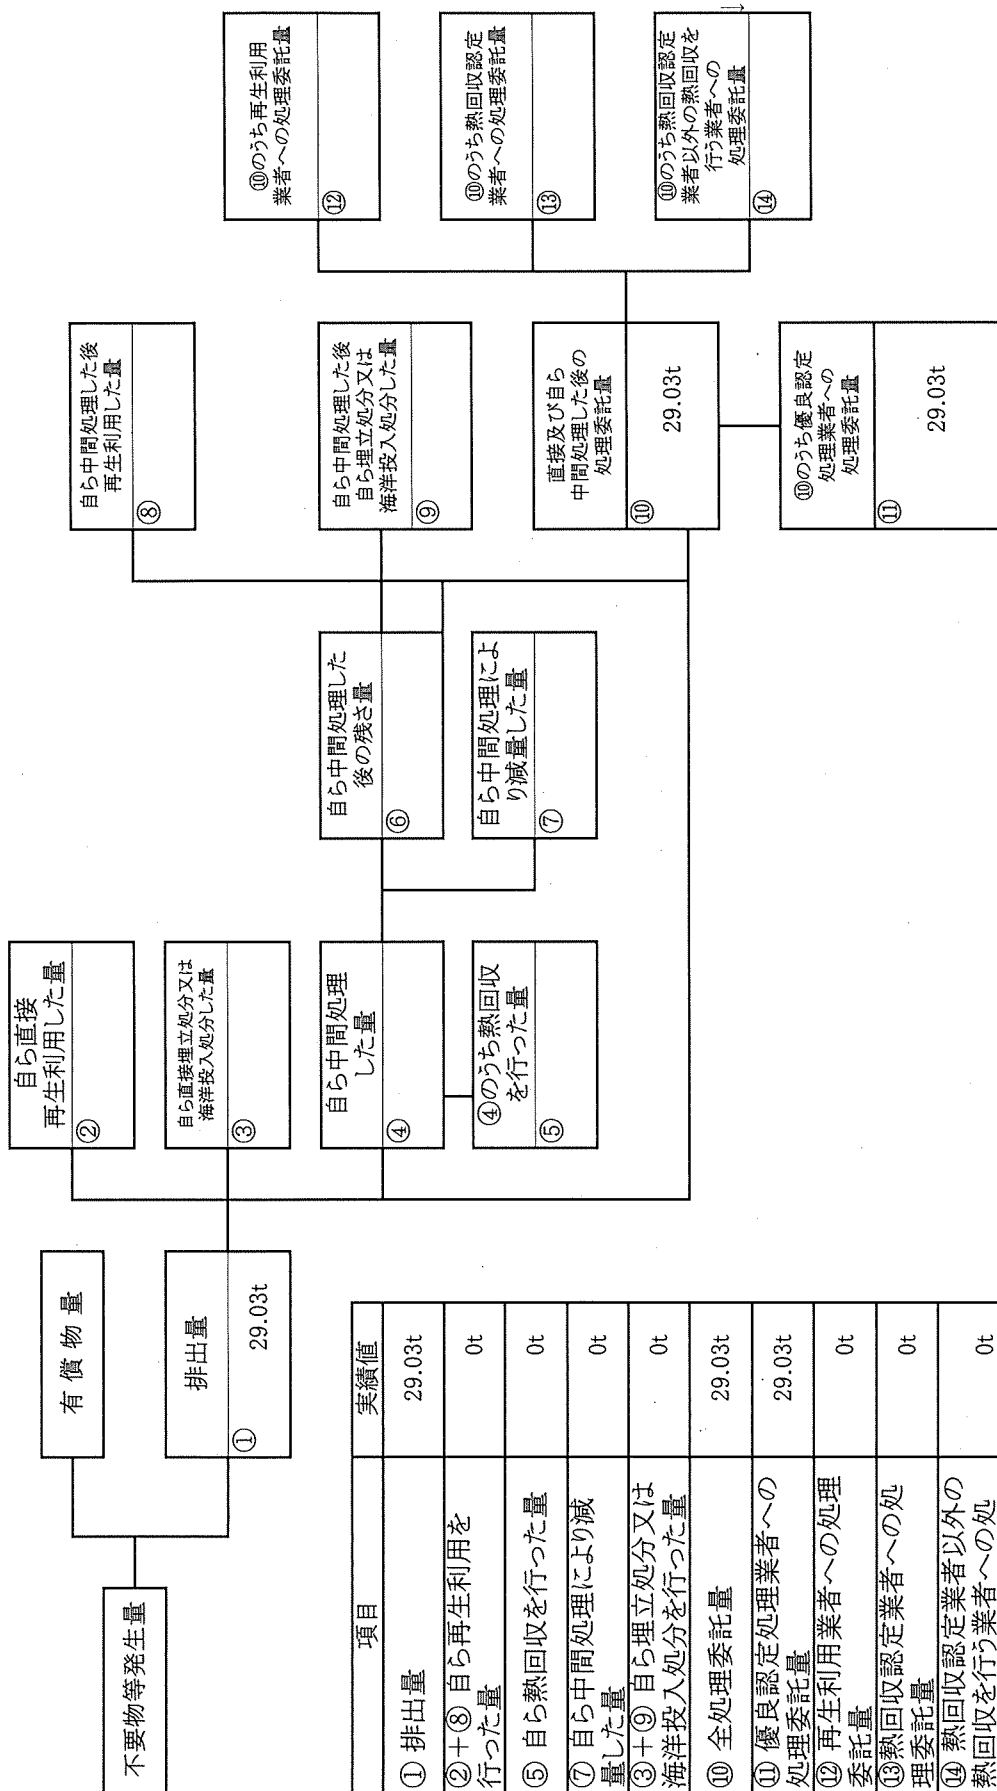 不要物等発生量
有償物量
排出量
①
29.03t
自ら直接
再生利用した量
②
自ら直接埋立処分又は
海洋投入処分した量
③
自ら中間処理
した量
④
④のうち熱回収
を行った量
⑤
自ら中間処理した
後の残さ量
⑥
自ら中間処理によ
り減量した量
⑦
自ら中間処理した後
再生利用した量
⑧
自ら中間処理した後
自ら埋立処分又は
海洋投入処分した量
⑨
直接及び自ら
中間処理した後の
処理委託量
⑩
29.03t
⑩のうち優良認定
処理業者への
処理委託量
⑪
29.03t
⑩のうち再生利用
業者への処理委託量
⑫
⑩のうち熱回収認定
業者への処理委託量
⑬
⑩のうち熱回収認定
業者以外の熱回収を
行う業者への
処理委託量
⑭
項目 実績値
① 排出量 29.03t
②+⑧ 自ら再生利用を
行った量 0t
⑤ 自ら熱回収を行った量 0t
⑦ 自ら中間処理により減
量した量 0t
③+⑨ 自ら埋立処分又は
海洋投入処分を行った量 0t
⑩ 全処理委託量 29.03t
⑪ 優良認定処理業者への
処理委託量 29.03t
⑫ 再生利用業者への処理
委託量 0t
⑬熱回収認定業者への処
理委託量 0t
⑭ 熱回収認定業者以外の
熱回収を行う業者への処 0t